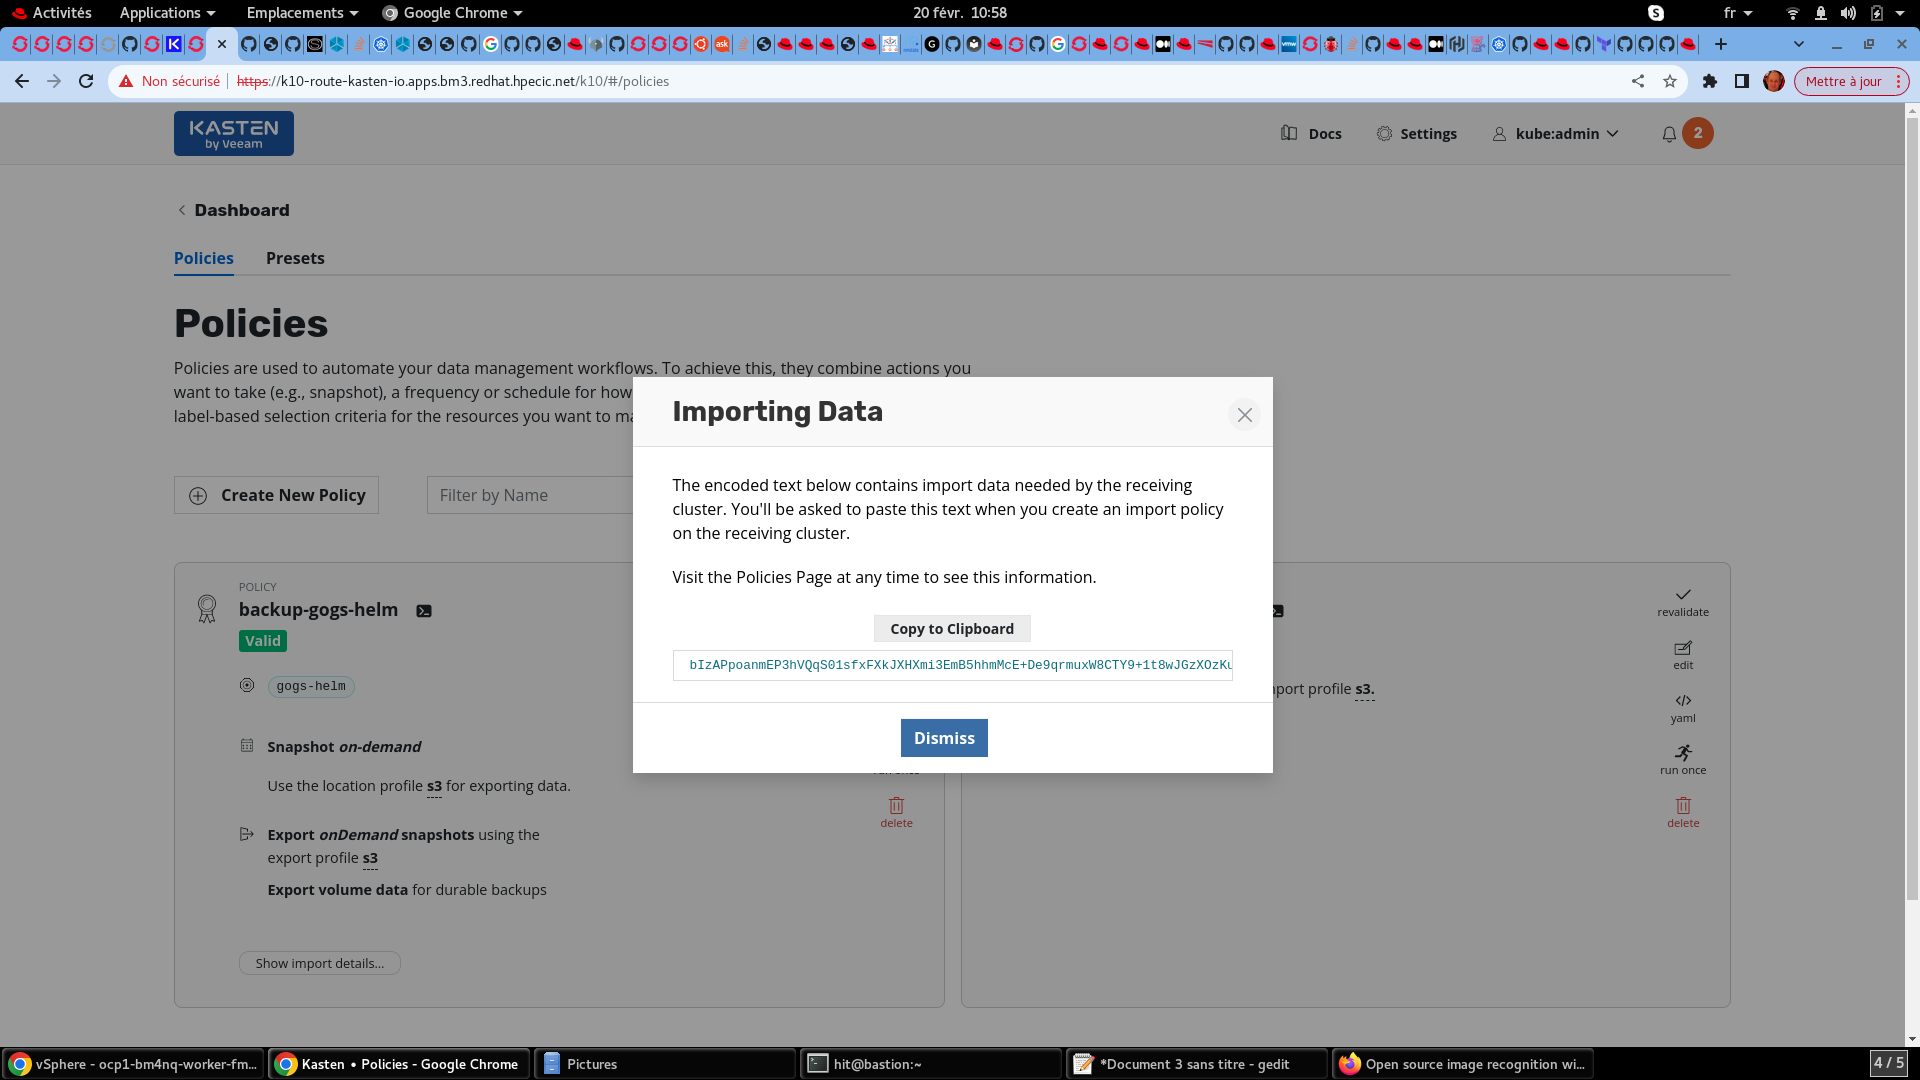 Activités
Applications
Emplacements
Google Chrome
20 févr. 10:58
fr
Non sécurisé
https://k10-route-kasten-io.apps.bm3.redhat.hpecic.net/k10/#/policies
Mettre à jour
KASTEN
by Veeam
Docs
Settings
kube:admin
2
Dashboard
Policies
Presets
Policies
Policies are used to automate your data management workflows. To achieve this, they combine actions you
want to take (e.g., snapshot), a frequency or schedule for how
label-based selection criteria for the resources you want to
Create New Policy
Filter by Name
POLICY
backup-gogs-helm
Valid
gogs-helm
Snapshot on-demand
Use the location profile s3 for exporting data.
Export onDemand snapshots using the
export profile s3
Export volume data for durable backups
Show import details...
delete
Importing Data
The encoded text below contains import data needed by the receiving
cluster. You'll be asked to paste this text when you create an import policy
on the receiving cluster.
Visit the Policies Page at any time to see this information.
Copy to Clipboard
bIzAPpoanmEP3hVQqS01sfxFXkJXHXmi3EmB5hhmMcE+De9qrmuxW8CTY9+1t8wJGzXOzKu
Dismiss
profile s3.
revalidate
edit
yaml
run once
delete
vSphere - ocp1-bm4nq-worker-fm...
Kasten • Policies - Google Chrome
Pictures
hit@bastion:~
*Document 3 sans titre - gedit
Open source image recognition wi...
4 / 5